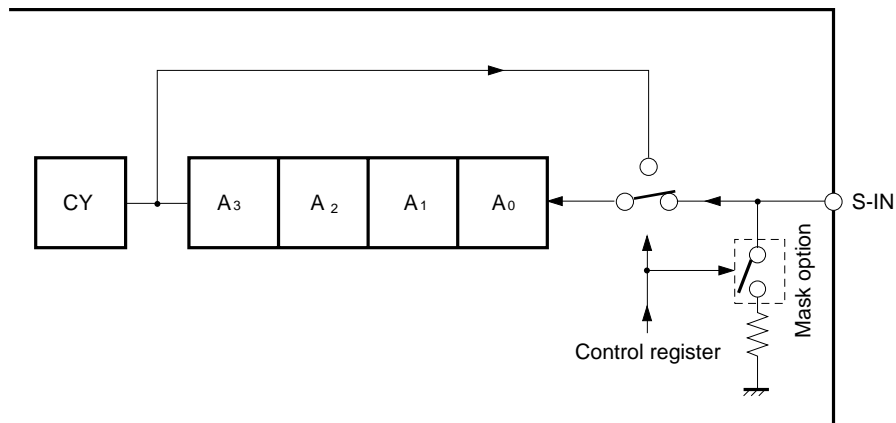 CY
A3
A2
A1
A0
S-IN
Mask option
Control register